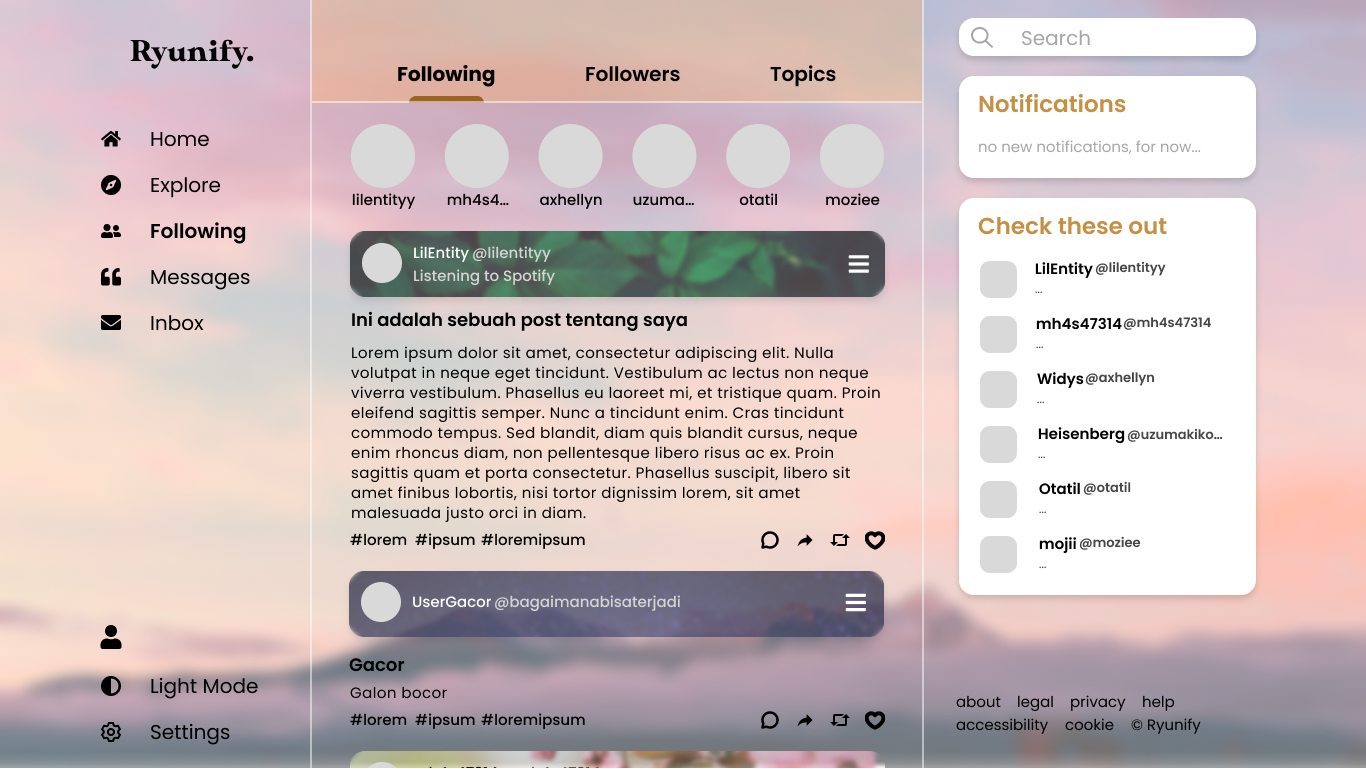 Ryunify.
Home
Explore
Following
Messages
Inbox
Light Mode
Settings
Following
Followers
Topics
lilentityy
mh4s4...
axhellyn
uzuma...
otatil
moziee
LilEntity @lilentityy
Listening to Spotify
Ini adalah sebuah post tentang saya
Lorem ipsum dolor sit amet, consectetur adipiscing elit. Nulla
volutpat in neque eget tincidunt. Vestibulum ac lectus non neque
viverra vestibulum. Phasellus eu laoreet mi, et tristique quam. Proin
eleifend sagittis semper. Nunc a tincidunt enim. Cras tincidunt
commodo tempus. Sed blandit, diam quis blandit cursus, neque
enim rhoncus diam, non pellentesque libero risus ac ex. Proin
sagittis quam et porta consectetur. Phasellus suscipit, libero sit
amet finibus lobortis, nisi tortor dignissim lorem, sit amet
malesuada justo orci in diam.
#lorem #ipsum #loremipsum
UserGacor @bagaimanabisaterjadi
Gacor
Galon bocor
#lorem #ipsum #loremipsum
Search
Notifications
no new notifications, for now...
Check these out
LilEntity @lilentityy
...
mh4s47314 @mh4s47314
...
Widys @axhellyn
...
Heisenberg @uzumakiko...
...
Otatil @otatil
...
mojii @moziee
...
about legal privacy help
accessibility cookie © Ryunify